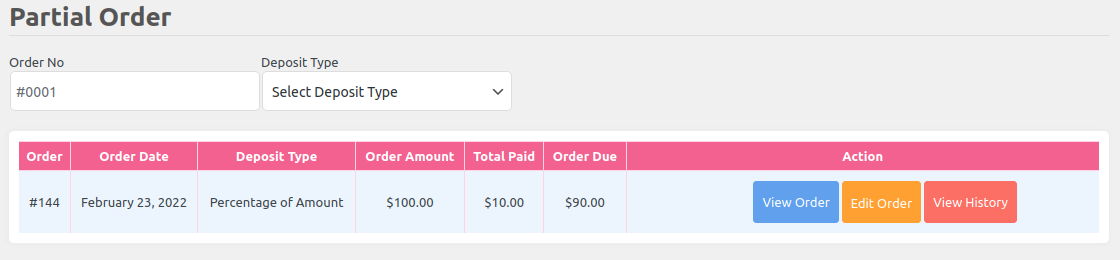 Partial Order
Order No Deposit Type
#0001 Select Deposit Type
Order Order Date Deposit Type Order Amount Total Paid Order Due Action
#144 February 23, 2022 Percentage of Amount $100.00 $10.00 $90.00 View Order Edit Order View History